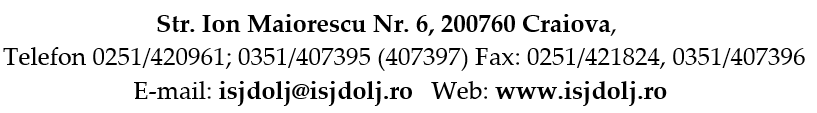 Str. Ion Maiorescu Nr. 6, 200760 Craiova,
Telefon 0251/420961; 0351/407395 (407397) Fax: 0251/421824, 0351/407396
E-mail: isjdolj@isjdolj.ro Web: www.isjdolj.ro